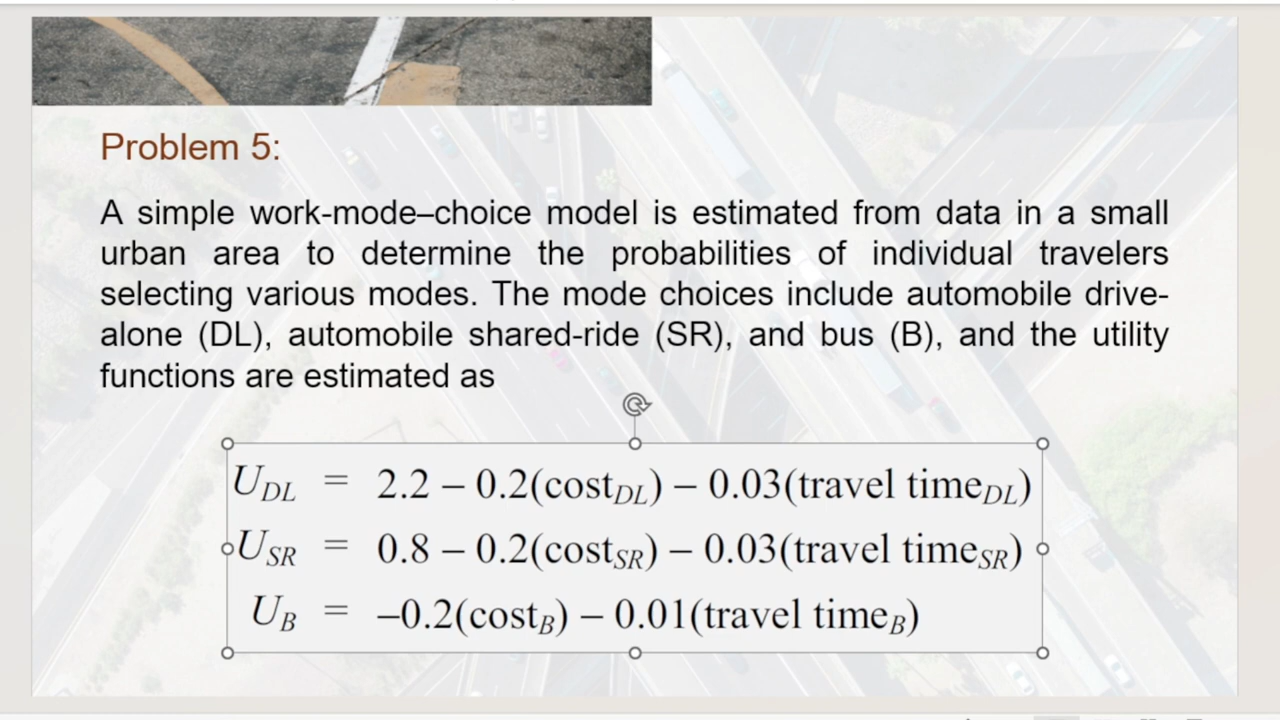 Problem 5:
A simple work-mode–choice model is estimated from data in a small
urban area to determine the probabilities of individual travelers
selecting various modes. The mode choices include automobile drive-
alone (DL), automobile shared-ride (SR), and bus (B), and the utility
functions are estimated as
U_DL = 2.2 – 0.2(cost_DL) – 0.03(travel time_DL)
U_SR = 0.8 – 0.2(cost_SR) – 0.03(travel time_SR)
U_B = –0.2(cost_B) – 0.01(travel time_B)